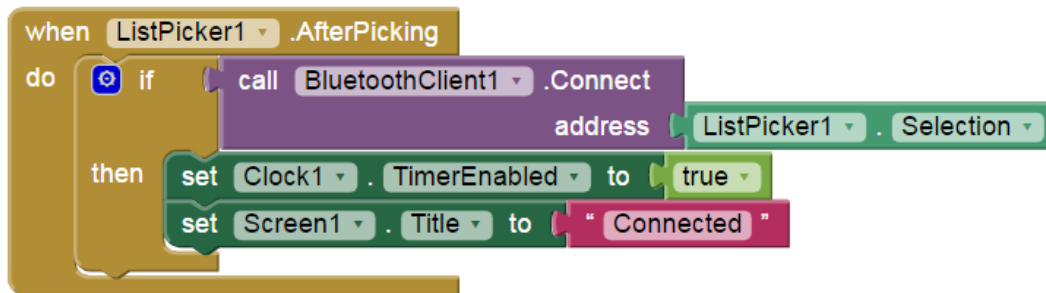 when ListPicker1 .AfterPicking
do if call BluetoothClient1 .Connect
address ListPicker1 . Selection
then set Clock1 . TimerEnabled to true
set Screen1 . Title to " Connected "